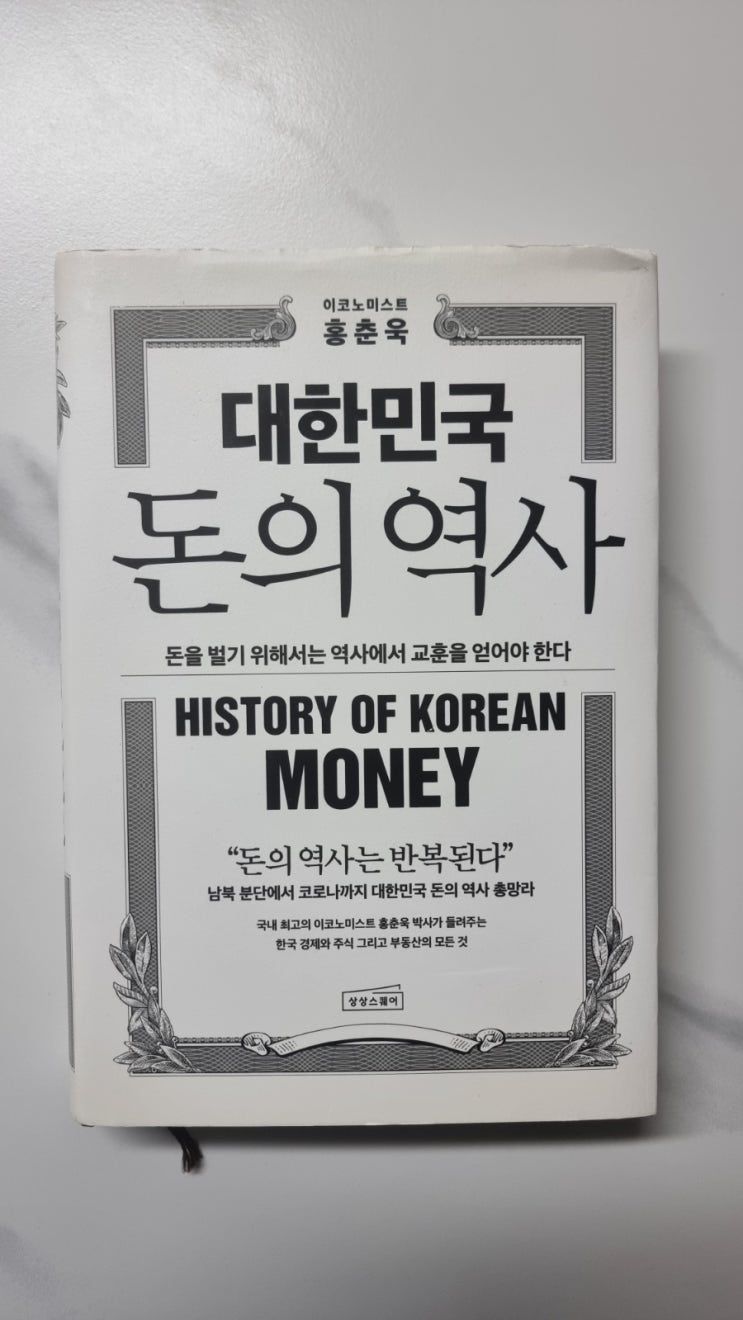 이코노미스트
홍춘욱
대한민국
돈의 역사
돈을 벌기 위해서는 역사에서 교훈을 얻어야 한다
HISTORY OF KOREAN
MONEY
“돈의 역사는 반복된다”
남북 분단에서 코로나까지 대한민국 돈의 역사 총망라
국내 최고의 이코노미스트 홍춘욱 박사가 들려주는
한국 경제와 주식 그리고 부동산의 모든 것
상상스퀘어